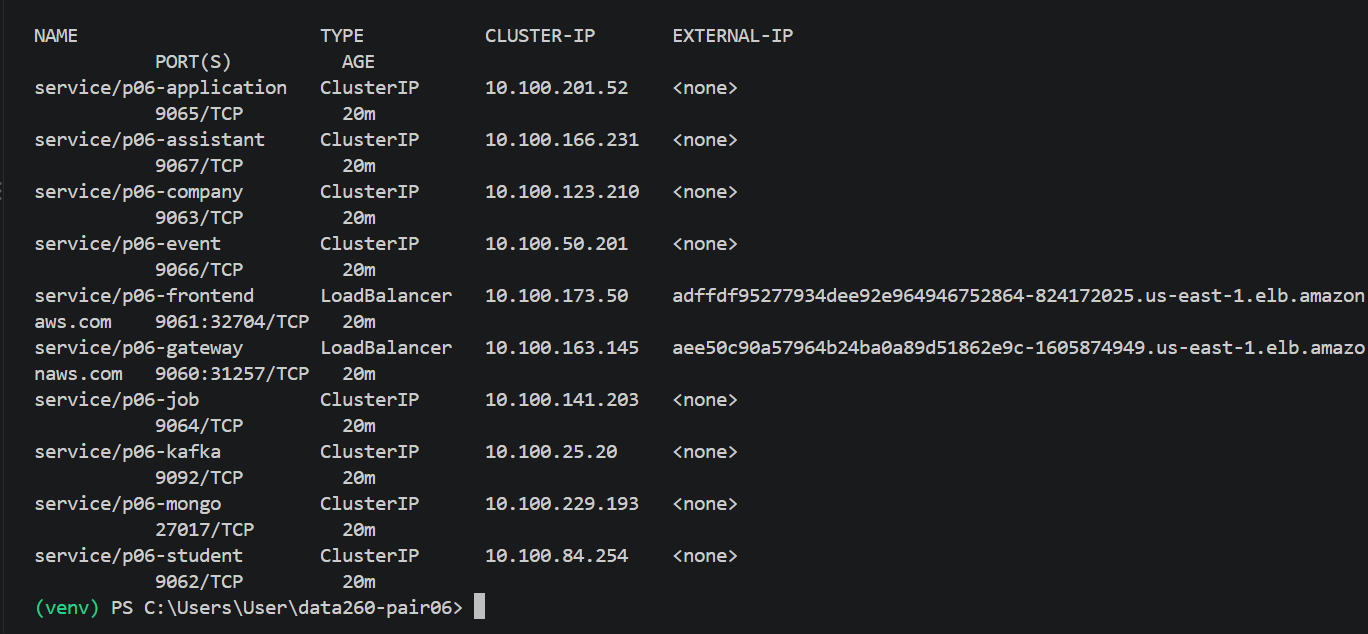 NAME TYPE CLUSTER-IP EXTERNAL-IP
PORT(S) AGE
service/p06-application ClusterIP 10.100.201.52 <none>
9065/TCP 20m
service/p06-assistant ClusterIP 10.100.166.231 <none>
9067/TCP 20m
service/p06-company ClusterIP 10.100.123.210 <none>
9063/TCP 20m
service/p06-event ClusterIP 10.100.50.201 <none>
9066/TCP 20m
service/p06-frontend LoadBalancer 10.100.173.50 adffdf95277934dee92e964946752864-824172025.us-east-1.elb.amazon
aws.com 9061:32704/TCP 20m
service/p06-gateway LoadBalancer 10.100.163.145 aee50c90a57964b24ba0a89d51862e9c-1605874949.us-east-1.elb.amazo
naws.com 9060:31257/TCP 20m
service/p06-job ClusterIP 10.100.141.203 <none>
9064/TCP 20m
service/p06-kafka ClusterIP 10.100.25.20 <none>
9092/TCP 20m
service/p06-mongo ClusterIP 10.100.229.193 <none>
27017/TCP 20m
service/p06-student ClusterIP 10.100.84.254 <none>
9062/TCP 20m
(venv) PS C:\Users\User\data260-pair06>